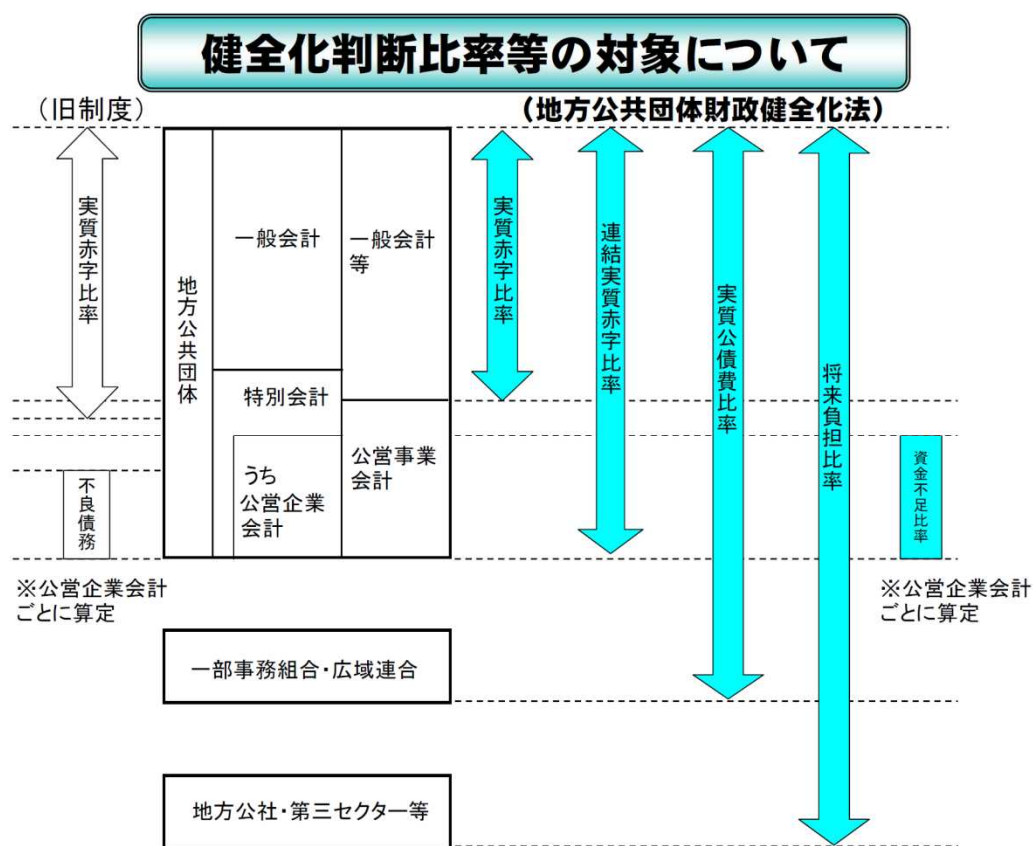 健全化判断比率等の対象について
（旧制度）
（地方公共団体財政健全化法）
実質赤字比率
地方公共団体
一般会計
一般会計
等
特別会計
うち
公営企業
会計
公営事業
会計
実質赤字比率
連結実質赤字比率
実質公債費比率
将来負担比率
不良債務
資金不足比率
※公営企業会計
ごとに算定
※公営企業会計
ごとに算定
一部事務組合・広域連合
地方公社・第三セクター等